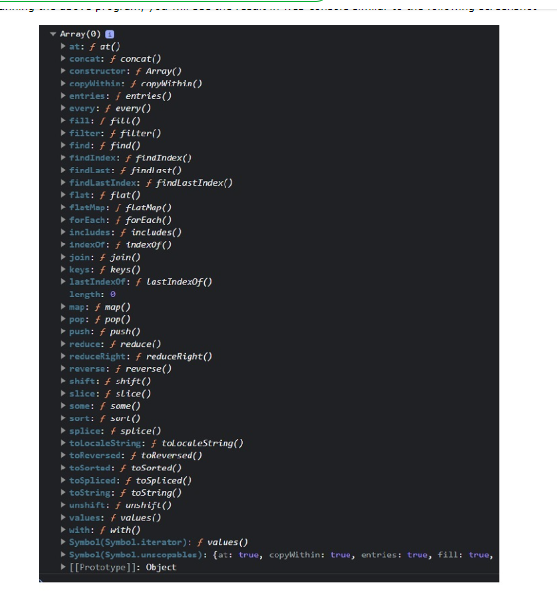 Array(0) i
at: ƒ at()
concat: ƒ concat()
constructor: ƒ Array()
copyWithin: ƒ copyWithin()
entries: ƒ entries()
every: ƒ every()
fill: ƒ fill()
filter: ƒ filter()
find: ƒ find()
findIndex: ƒ findIndex()
findLast: ƒ findLast()
findLastIndex: ƒ findLastIndex()
flat: ƒ flat()
flatMap: ƒ flatMap()
forEach: ƒ forEach()
includes: ƒ includes()
indexOf: ƒ indexOf()
join: ƒ join()
keys: ƒ keys()
lastIndexOf: ƒ lastIndexOf()
length: 0
map: ƒ map()
pop: ƒ pop()
push: ƒ push()
reduce: ƒ reduce()
reduceRight: ƒ reduceRight()
reverse: ƒ reverse()
shift: ƒ shift()
slice: ƒ slice()
some: ƒ some()
sort: ƒ sort()
splice: ƒ splice()
toLocaleString: ƒ toLocaleString()
toReversed: ƒ toReversed()
toSorted: ƒ toSorted()
toSpliced: ƒ toSpliced()
toString: ƒ toString()
unshift: ƒ unshift()
values: ƒ values()
with: ƒ with()
Symbol(Symbol.iterator): ƒ values()
Symbol(Symbol.unscopables): {at: true, copyWithin: true, entries: true, fill: true,
[[Prototype]]: Object